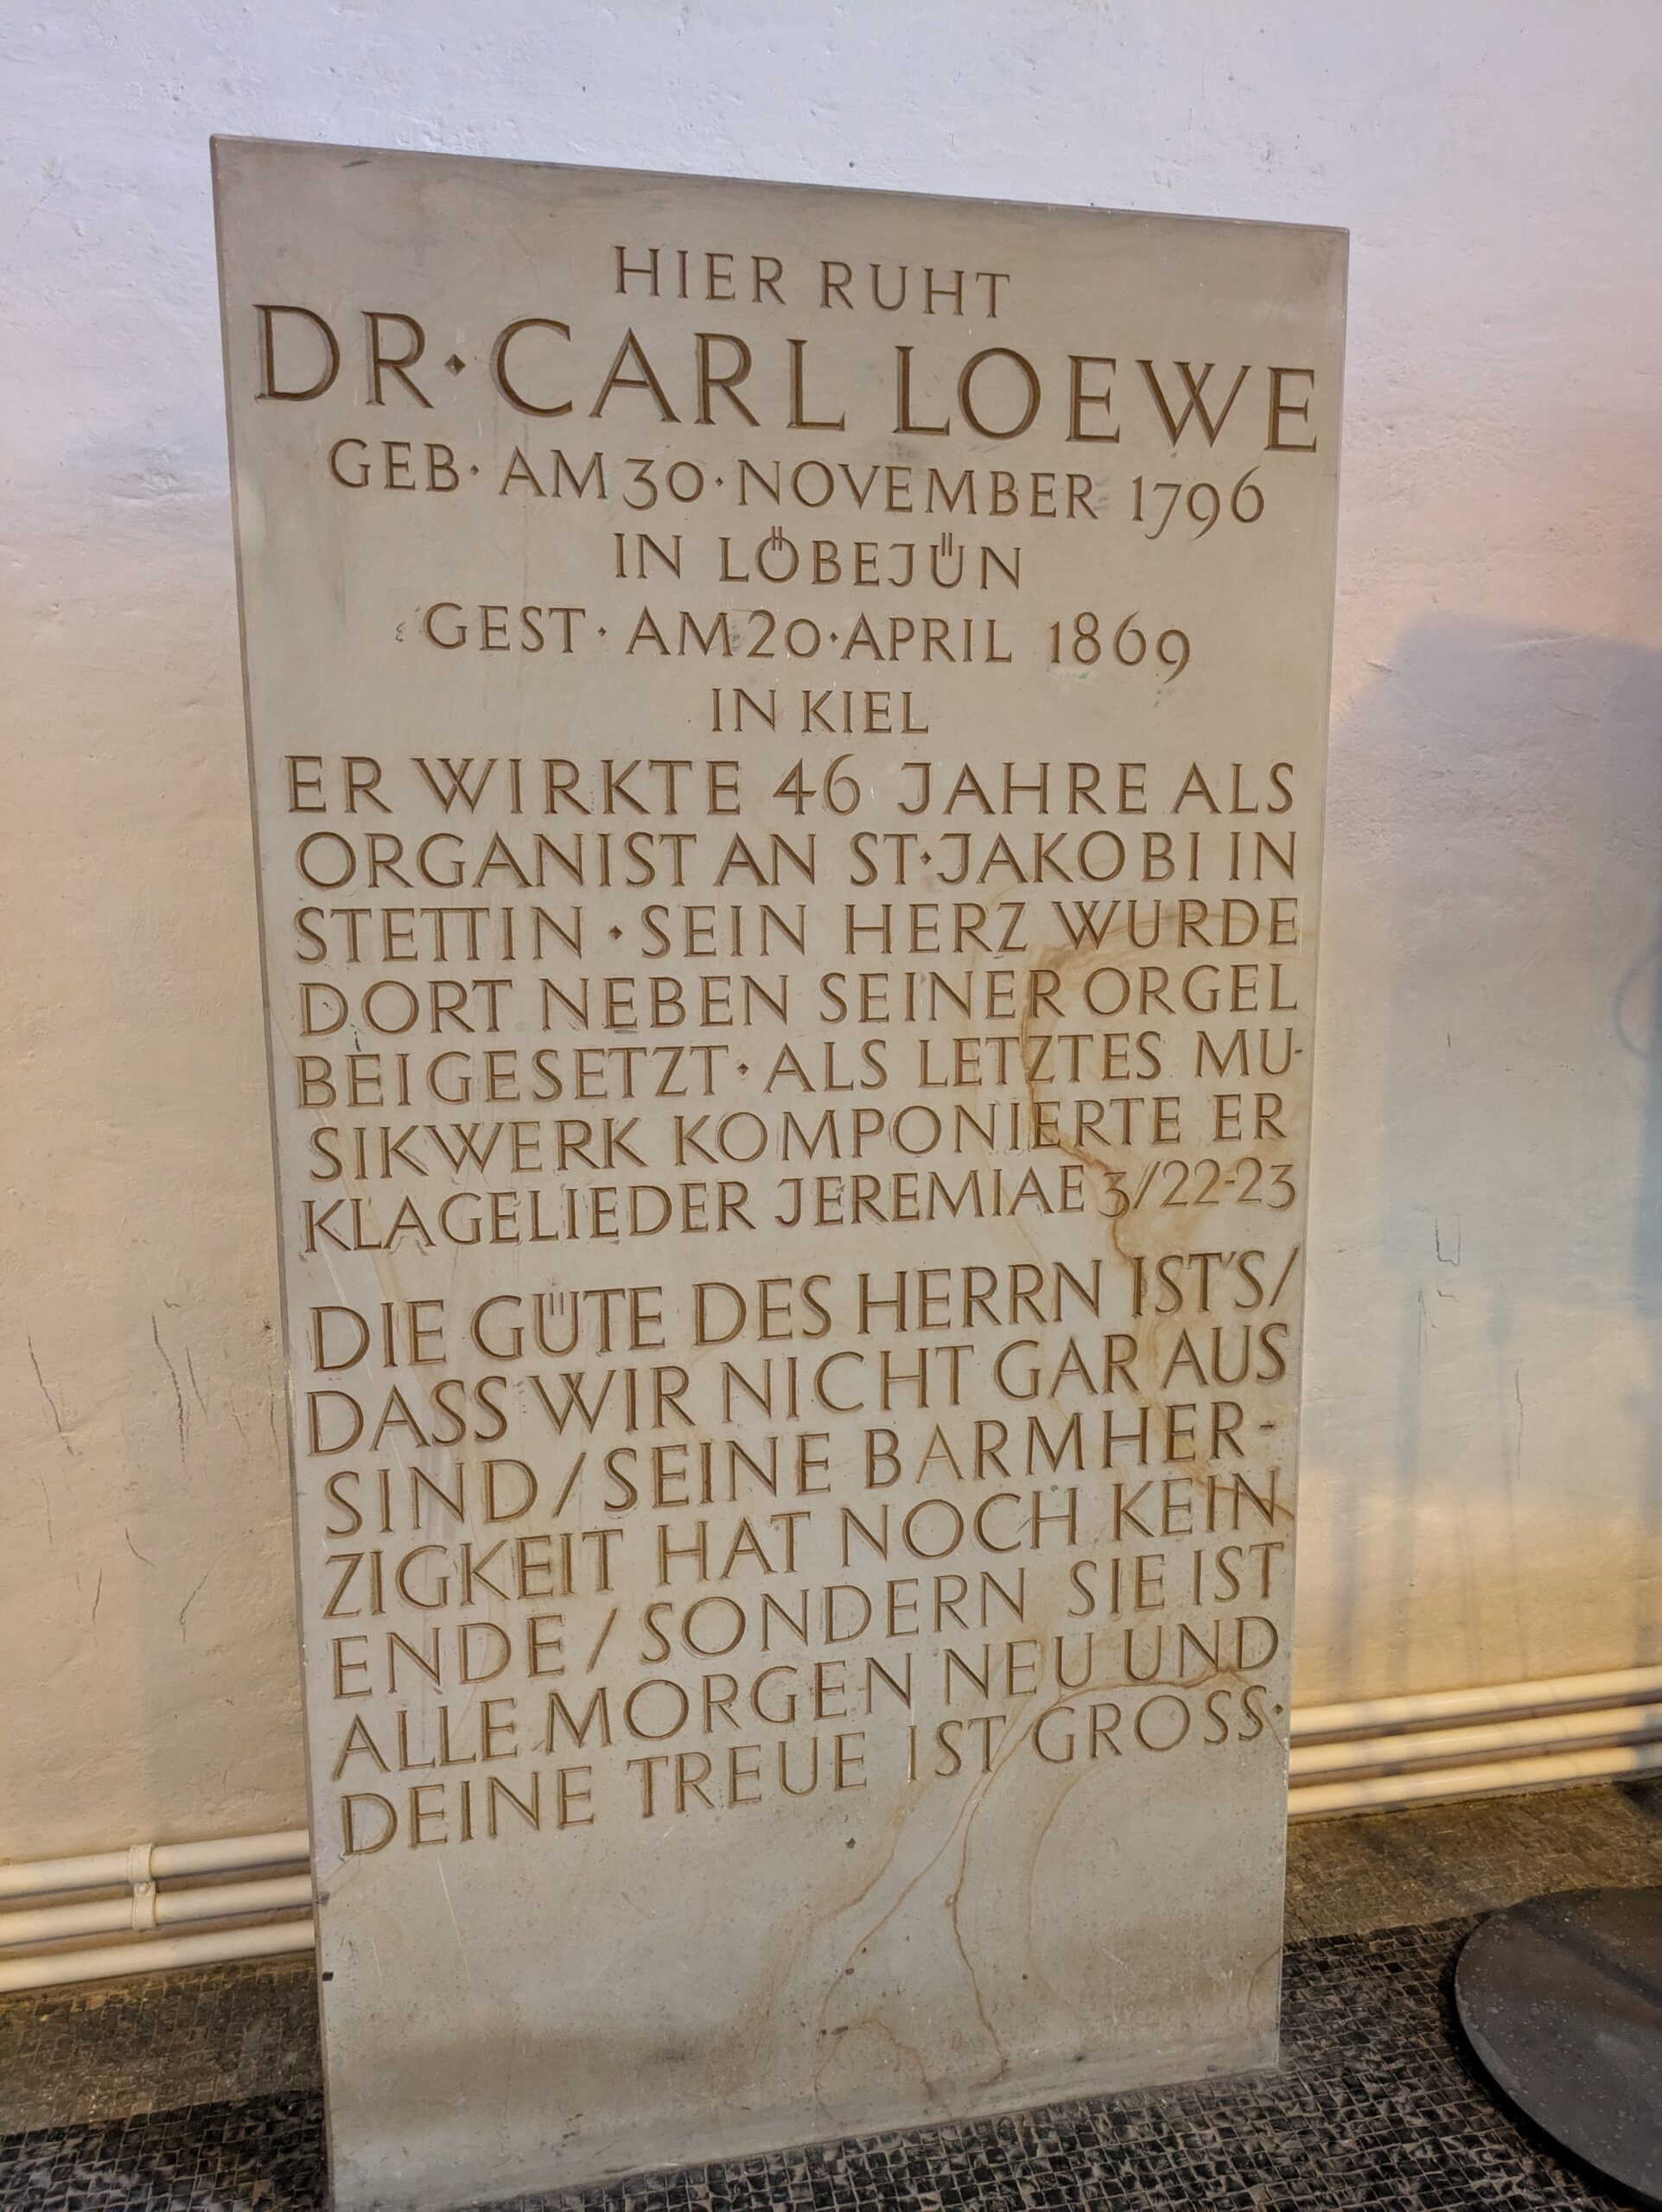 HIER RUHT
DR· CARL LOEWE
GEB· AM 30· NOVEMBER 1796
IN LÖBEJÜN
GEST· AM 20· APRIL 1869
IN KIEL
ER WIRKTE 46 JAHRE ALS
ORGANIST AN ST· JAKOBI IN
STETTIN · SEIN HERZ WURDE
DORT NEBEN SEINER ORGEL
BEIGESETZT· ALS LETZTES MU-
SIKWERK KOMPONIERTE ER
KLAGELIEDER JEREMIAE 3/22-23
DIE GÜTE DES HERRN IST'S/
DASS WIR NICHT GAR AUS
SIND/SEINE BARMHER-
ZIGKEIT HAT NOCH KEIN
ENDE/SONDERN SIE IST
ALLE MORGEN NEU UND
DEINE TREUE IST GROSS·